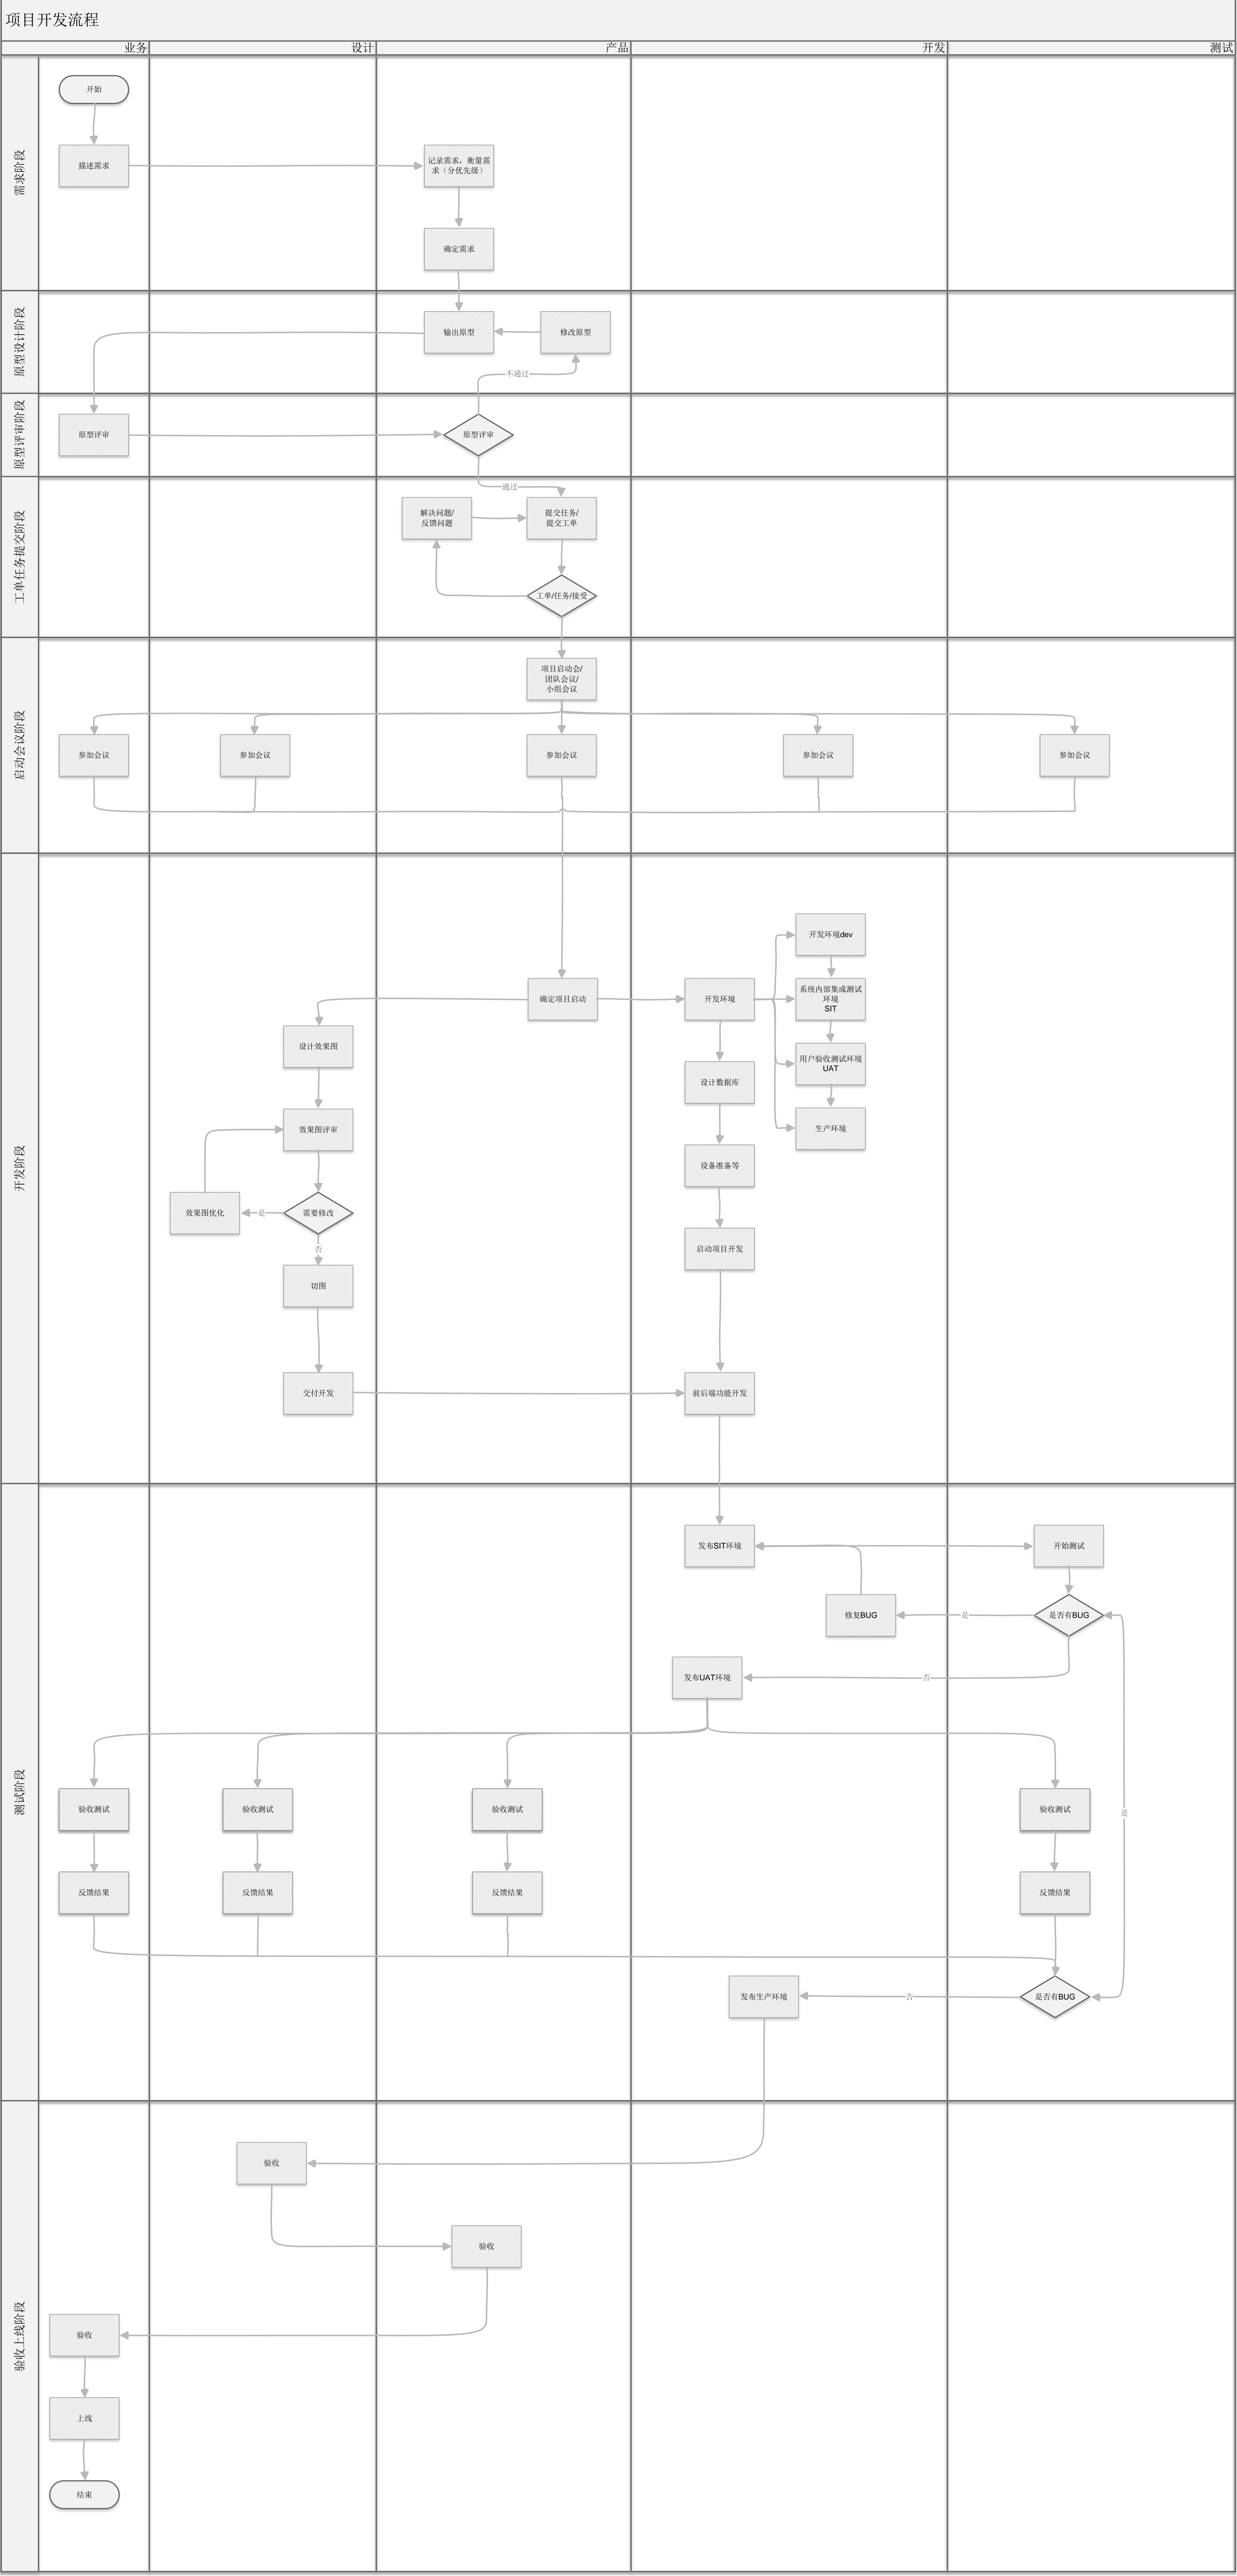 项目开发流程
业务
设计
产品
开发
测试
需求阶段
开始
描述需求
记录需求，衡量需
求（分优先级）
确定需求
原型设计阶段
输出原型
修改原型
不通过
原型评审阶段
原型评审
原型评审
通过
工单任务提交阶段
解决问题/
反馈问题
提交任务/
提交工单
工单/任务/接受
启动会议阶段
项目启动会/
团队会议/
小组会议
参加会议
参加会议
参加会议
参加会议
参加会议
开发阶段
开发环境dev
确定项目启动
开发环境
系统内部集成测试
环境
SIT
设计效果图
用户验收测试环境
UAT
设计数据库
效果图评审
生产环境
设备准备等
效果图优化
是
需要修改
否
启动项目开发
切图
交付开发
前后端功能开发
测试阶段
发布SIT环境
开始测试
修复BUG
是
是否有BUG
发布UAT环境
否
验收测试
验收测试
验收测试
验收测试
是
反馈结果
反馈结果
反馈结果
反馈结果
发布生产环境
否
是否有BUG
验收上线阶段
验收
验收
验收
上线
结束